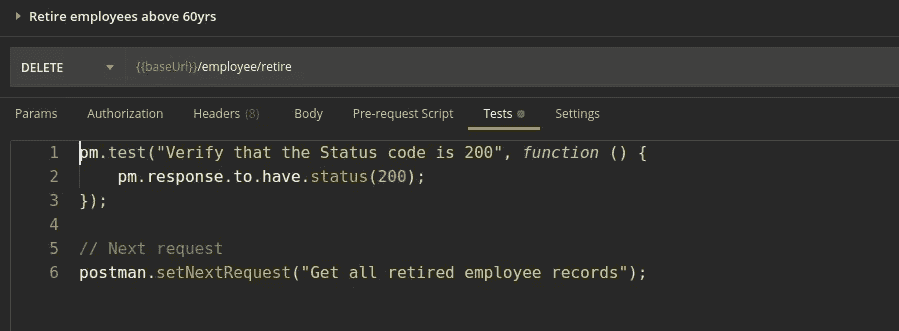 Retire employees above 60yrs
DELETE {{baseUrl}}/employee/retire
Params Authorization Headers (8) Body Pre-request Script Tests Settings
1 pm.test("Verify that the Status code is 200", function () {
2 pm.response.to.have.status(200);
3 });
4
5 // Next request
6 postman.setNextRequest("Get all retired employee records");